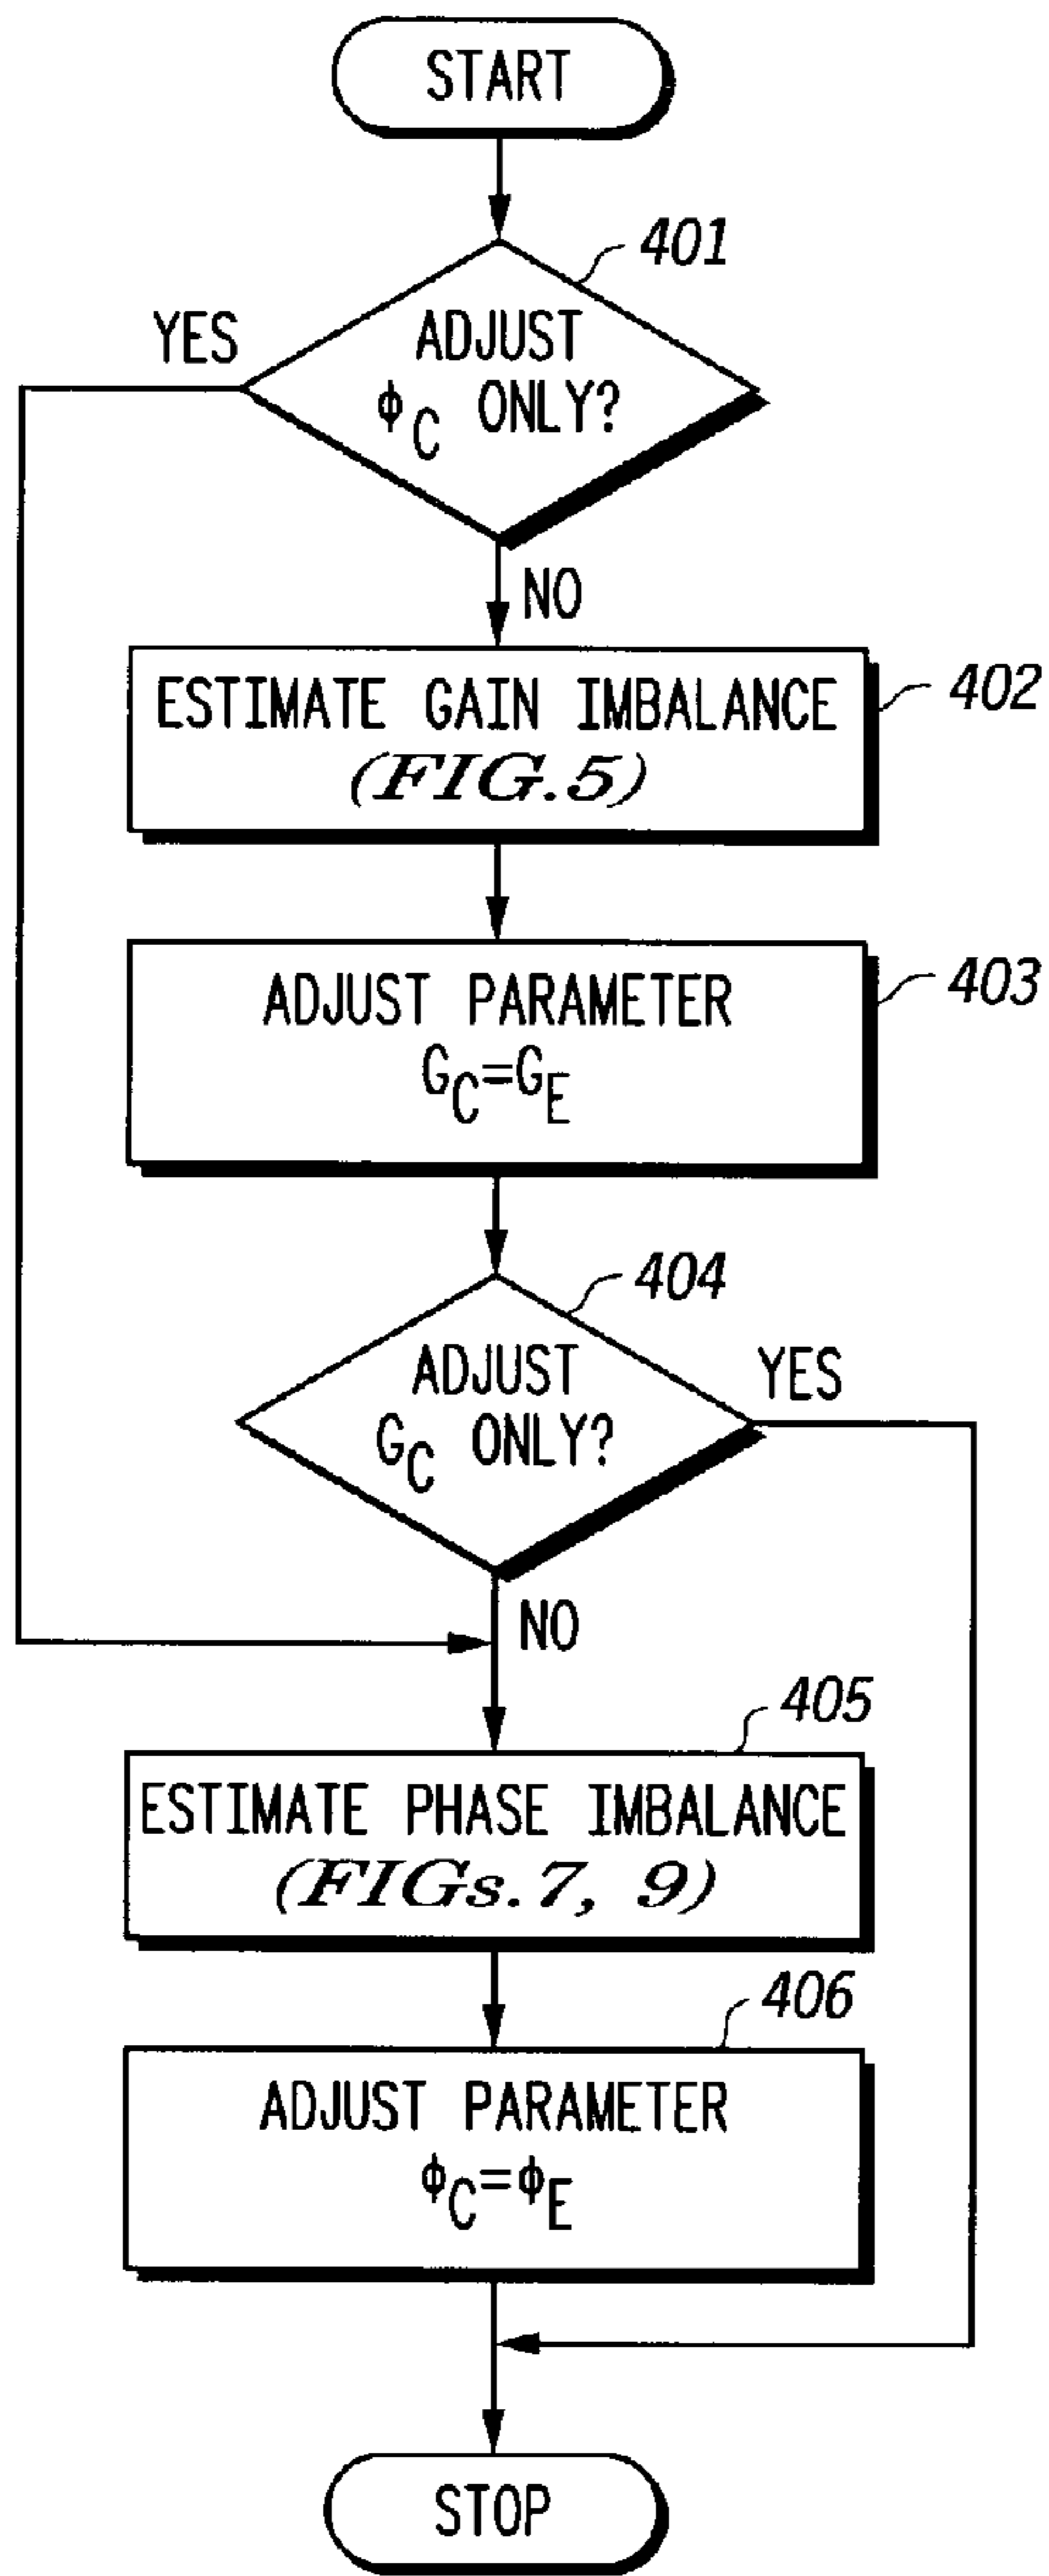 START
401
YES
ADJUST
ϕC ONLY?
NO
ESTIMATE GAIN IMBALANCE
(FIG.5)
402
ADJUST PARAMETER
GC=GE
403
404
ADJUST
GC ONLY?
YES
NO
405
ESTIMATE PHASE IMBALANCE
(FIGs.7, 9)
406
ADJUST PARAMETER
ϕC=ϕE
STOP